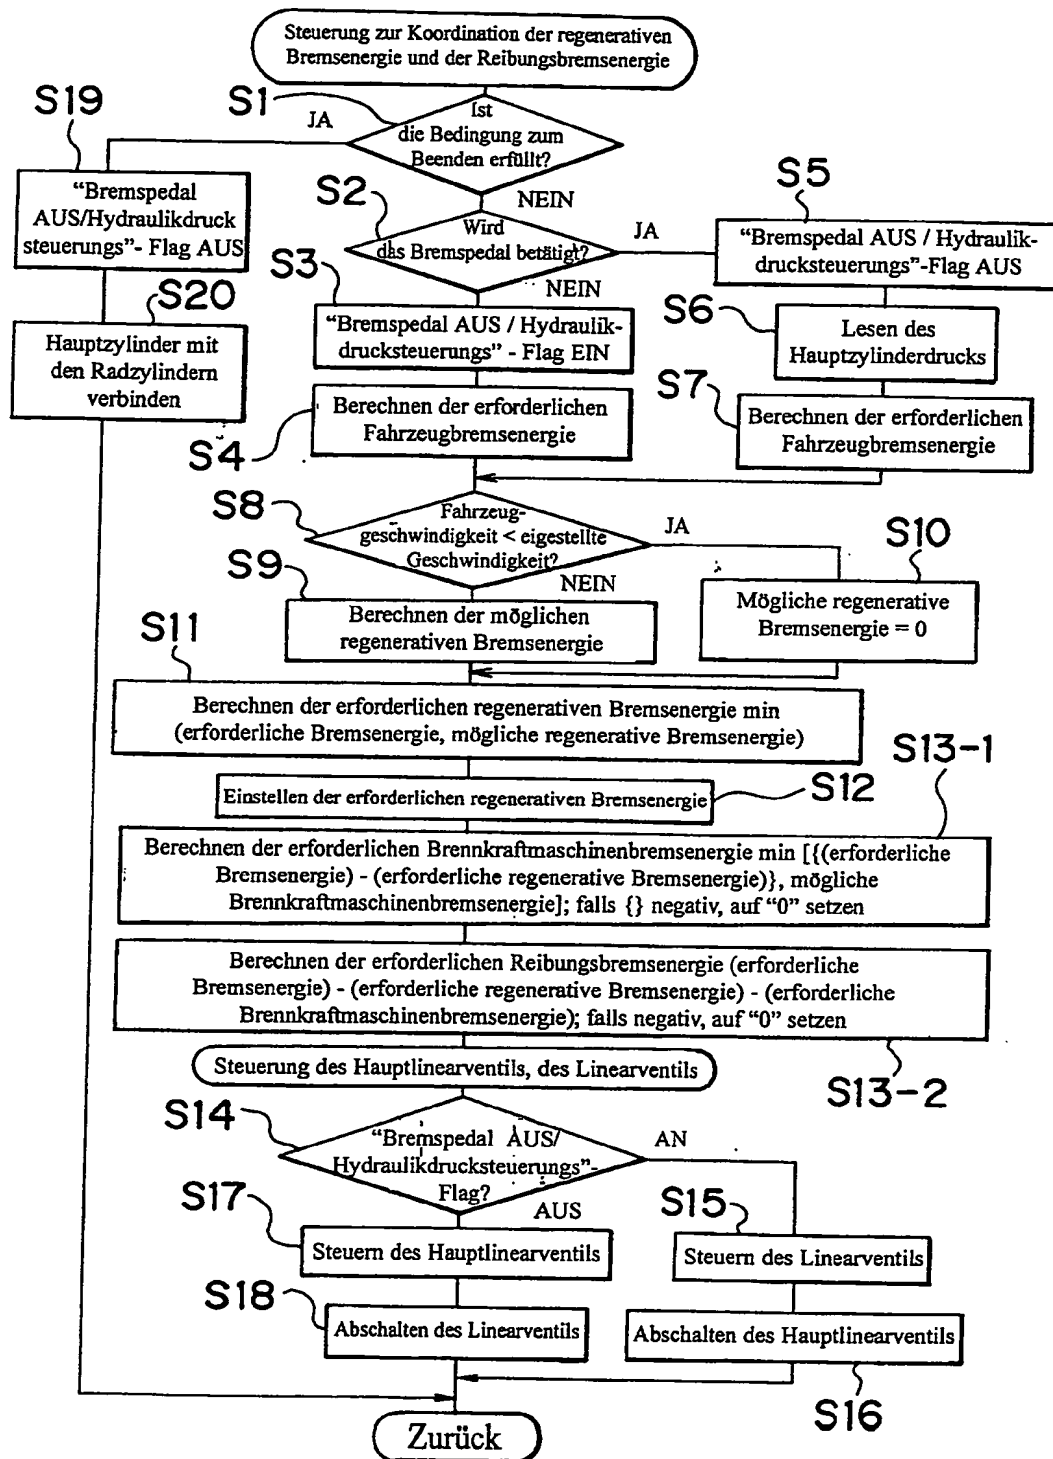 Steuerung zur Koordination der regenerativen
Bremsenergie und der Reibungsbremsenergie
S1
Ist
die Bedingung zum
Beenden erfüllt?
JA
NEIN
S19
“Bremspedal
AUS/Hydraulikdruck
steuerungs”- Flag AUS
S20
Hauptzylinder mit
den Radzylindern
verbinden
S2
Wird
das Bremspedal betätigt?
JA
NEIN
S5
“Bremspedal AUS / Hydraulik-
drucksteuerungs”-Flag AUS
S3
“Bremspedal AUS / Hydraulik-
drucksteuerungs” - Flag EIN
S6
Lesen des
Hauptzylinderdrucks
S4
Berechnen der erforderlichen
Fahrzeugbremsenergie
S7
Berechnen der erforderlichen
Fahrzeugbremsenergie
S8
Fahrzeug-
geschwindigkeit < eigestellte
Geschwindigkeit?
JA
NEIN
S9
Berechnen der möglichen
regenerativen Bremsenergie
S10
Mögliche regenerative
Bremsenergie = 0
S11
Berechnen der erforderlichen regenerativen Bremsenergie min
(erforderliche Bremsenergie, mögliche regenerative Bremsenergie)
S12
Einstellen der erforderlichen regenerativen Bremsenergie
S13-1
Berechnen der erforderlichen Brennkraftmaschinenbremsenergie min [{(erforderliche
Bremsenergie) - (erforderliche regenerative Bremsenergie)}, mögliche
Brennkraftmaschinenbremsenergie]; falls {} negativ, auf “0” setzen
Berechnen der erforderlichen Reibungsbremsenergie (erforderliche
Bremsenergie) - (erforderliche regenerative Bremsenergie) - (erforderliche
Brennkraftmaschinenbremsenergie); falls negativ, auf “0” setzen
S13-2
Steuerung des Hauptlinearventils, des Linearventils
S14
“Bremspedal AUS/
Hydraulikdrucksteuerungs”-
Flag?
AN
AUS
S17
Steuern des Hauptlinearventils
S15
Steuern des Linearventils
S18
Abschalten des Linearventils
Abschalten des Hauptlinearventils
S16
Zurück